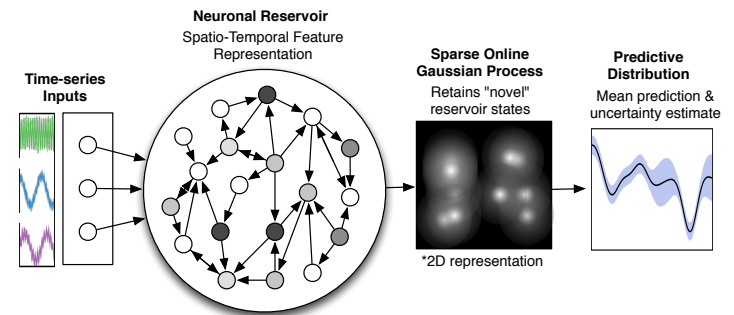 Neuronal Reservoir
Spatio-Temporal Feature
Representation
Time-series
Inputs
Sparse Online
Gaussian Process
Retains "novel"
reservoir states
*2D representation
Predictive
Distribution
Mean prediction &
uncertainty estimate